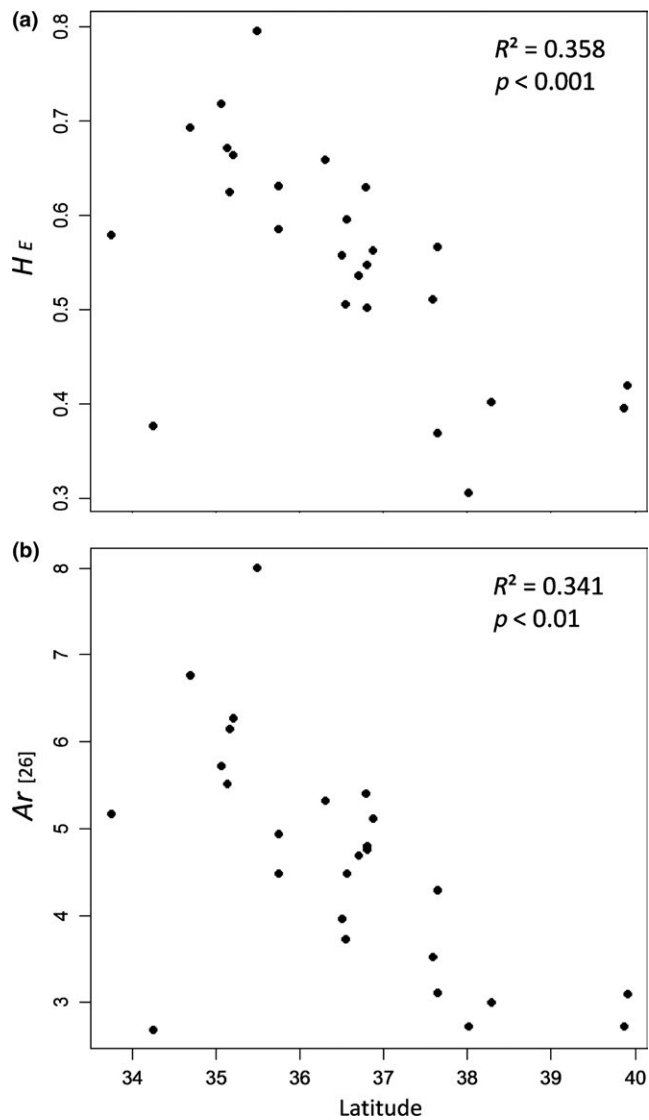 (a)
0.8
0.7
0.6
0.5
0.4
0.3
H E
R² = 0.358
p < 0.001
(b)
8
7
6
5
4
3
Ar [26]
R² = 0.341
p < 0.01
34 35 36 37 38 39 40
Latitude